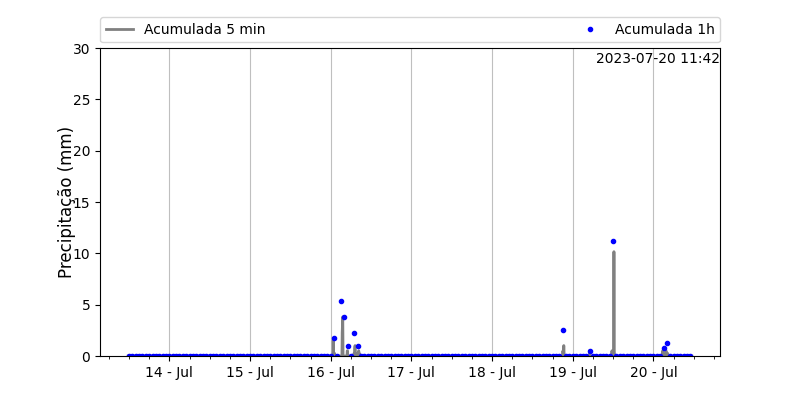 Acumulada 5 min
Acumulada 1h
2023-07-20 11:42
Precipitação (mm)
30
25
20
15
10
5
0
14 - Jul
15 - Jul
16 - Jul
17 - Jul
18 - Jul
19 - Jul
20 - Jul